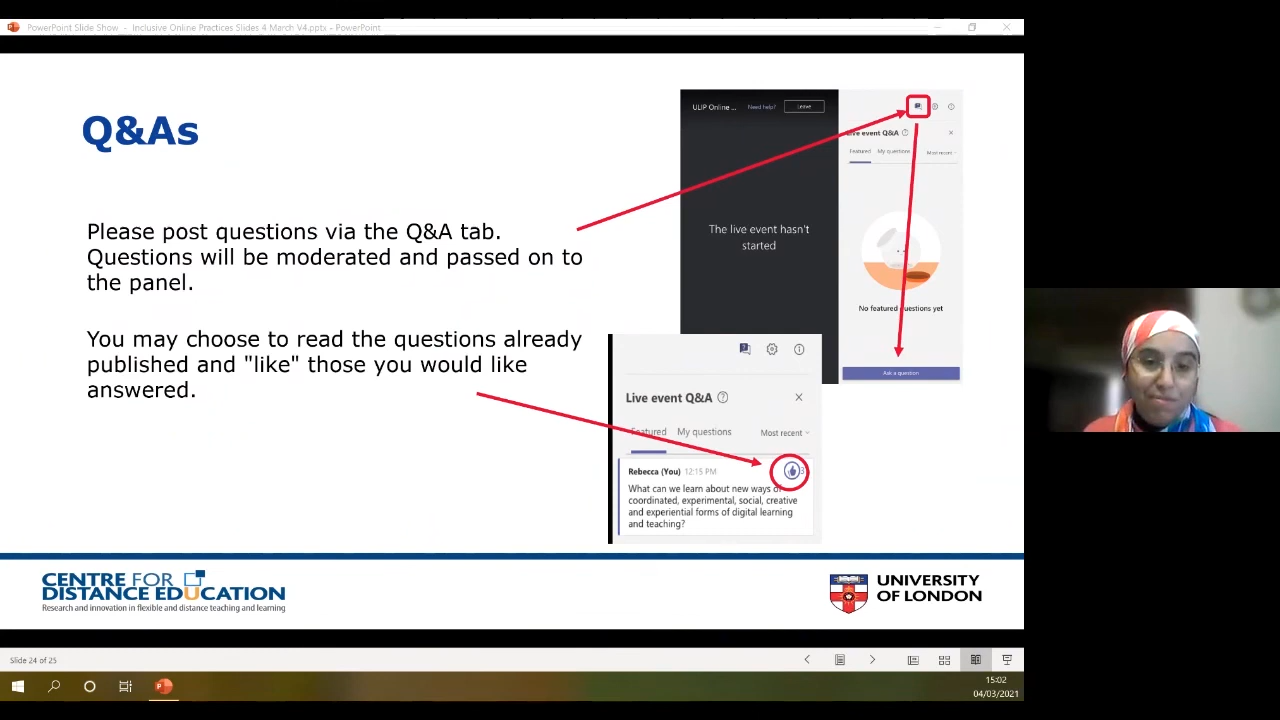 PowerPoint Slide Show - Inclusive Online Practices Slides 4 March V4.pptx - PowerPoint
Q&As
Please post questions via the Q&A tab.
Questions will be moderated and passed on to
the panel.
You may choose to read the questions already
published and "like" those you would like
answered.
ULIP Online ...
Need help?
Leave
Live event Q&A
Featured
My questions
Most recent
The live event hasn't
started
No featured questions yet
Ask a question
Live event Q&A
Featured
My questions
Most recent
Rebecca (You) 12:15 PM
3
What can we learn about new ways of
coordinated, experimental, social, creative
and experiential forms of digital learning
and teaching?
CENTRE FOR
DISTANCE EDUCATION
Research and innovation in flexible and distance teaching and learning
UNIVERSITY
OF LONDON
Slide 24 of 25
15:02
04/03/2021